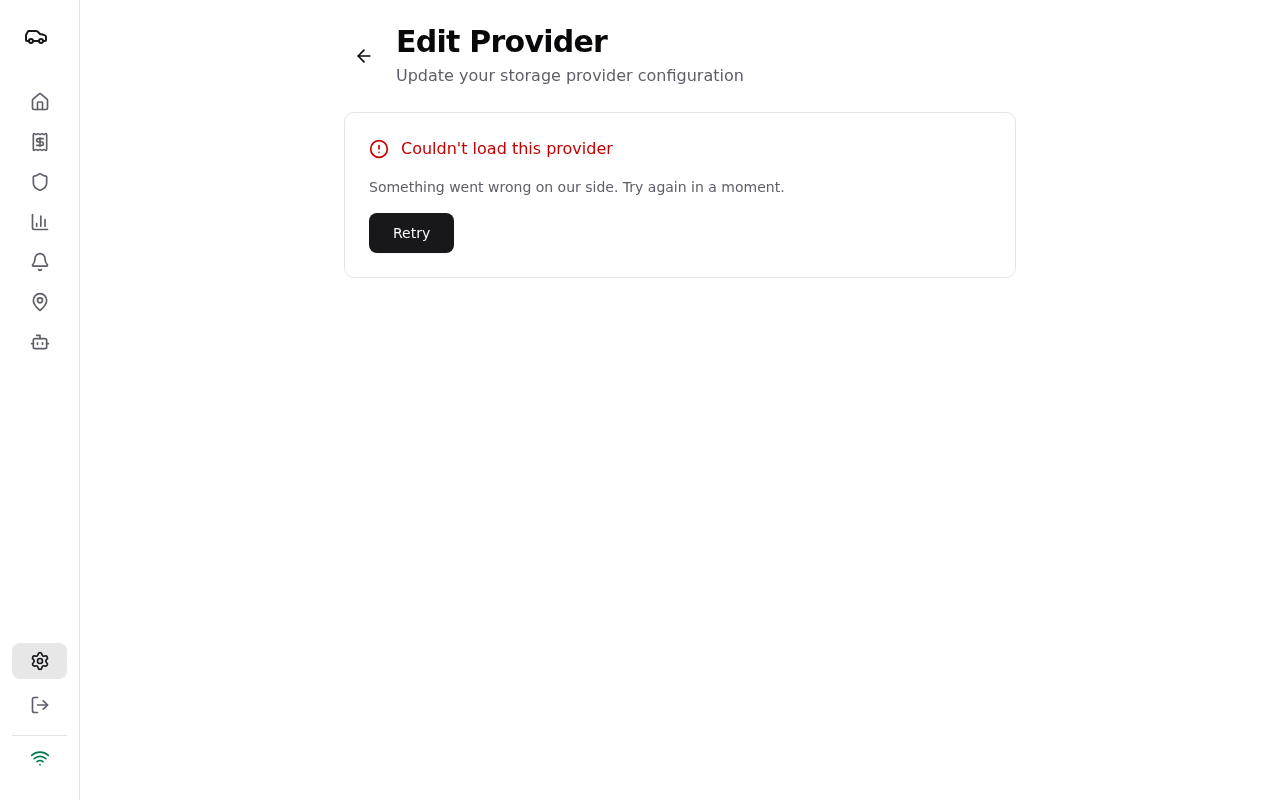 Edit Provider
Update your storage provider configuration
Couldn't load this provider
Something went wrong on our side. Try again in a moment.
Retry